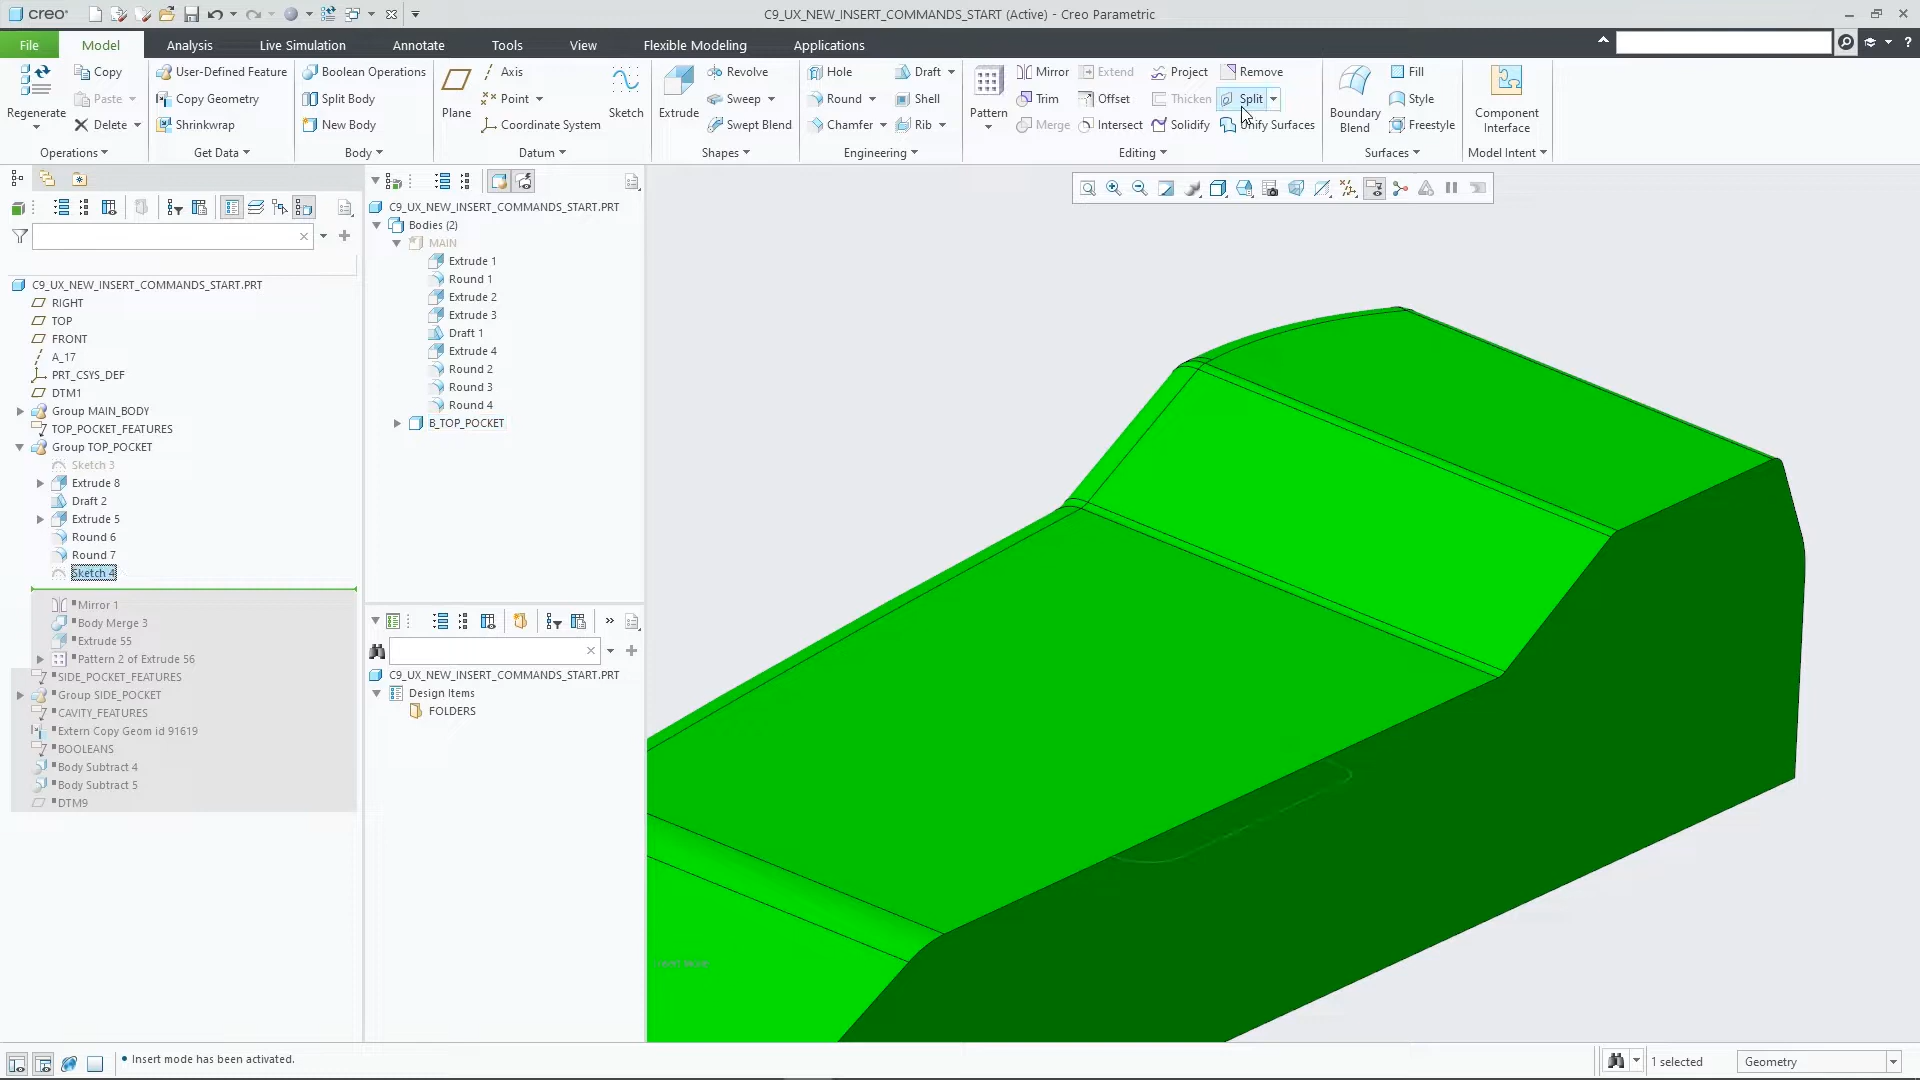 creo
C9_UX_NEW_INSERT_COMMANDS_START (Active) - Creo Parametric
File
Model
Analysis
Live Simulation
Annotate
Tools
View
Flexible Modeling
Applications
Regenerate
Copy
Paste
Delete
Operations
User-Defined Feature
Copy Geometry
Shrinkwrap
Get Data
Boolean Operations
Split Body
New Body
Body
Plane
Axis
Point
Coordinate System
Sketch
Datum
Extrude
Revolve
Sweep
Swept Blend
Shapes
Hole
Round
Chamfer
Draft
Shell
Rib
Engineering
Pattern
Mirror
Trim
Merge
Extend
Offset
Intersect
Project
Thicken
Solidify
Remove
Split
Unify Surfaces
Editing
Boundary
Blend
Fill
Style
Freestyle
Surfaces
Component
Interface
Model Intent
C9_UX_NEW_INSERT_COMMANDS_START.PRT
RIGHT
TOP
FRONT
A_17
PRT_CSYS_DEF
DTM1
Group MAIN_BODY
TOP_POCKET_FEATURES
Group TOP_POCKET
Sketch 3
Extrude 8
Draft 2
Extrude 5
Round 6
Round 7
Sketch 4
Mirror 1
Body Merge 3
Extrude 55
Pattern 2 of Extrude 56
SIDE_POCKET_FEATURES
Group SIDE_POCKET
CAVITY_FEATURES
Extern Copy Geom id 91619
BOOLEANS
Body Subtract 4
Body Subtract 5
DTM9
C9_UX_NEW_INSERT_COMMANDS_START.PRT
Bodies (2)
MAIN
Extrude 1
Round 1
Extrude 2
Extrude 3
Draft 1
Extrude 4
Round 2
Round 3
Round 4
B_TOP_POCKET
C9_UX_NEW_INSERT_COMMANDS_START.PRT
Design Items
FOLDERS
Insert mode has been activated.
1 selected
Geometry